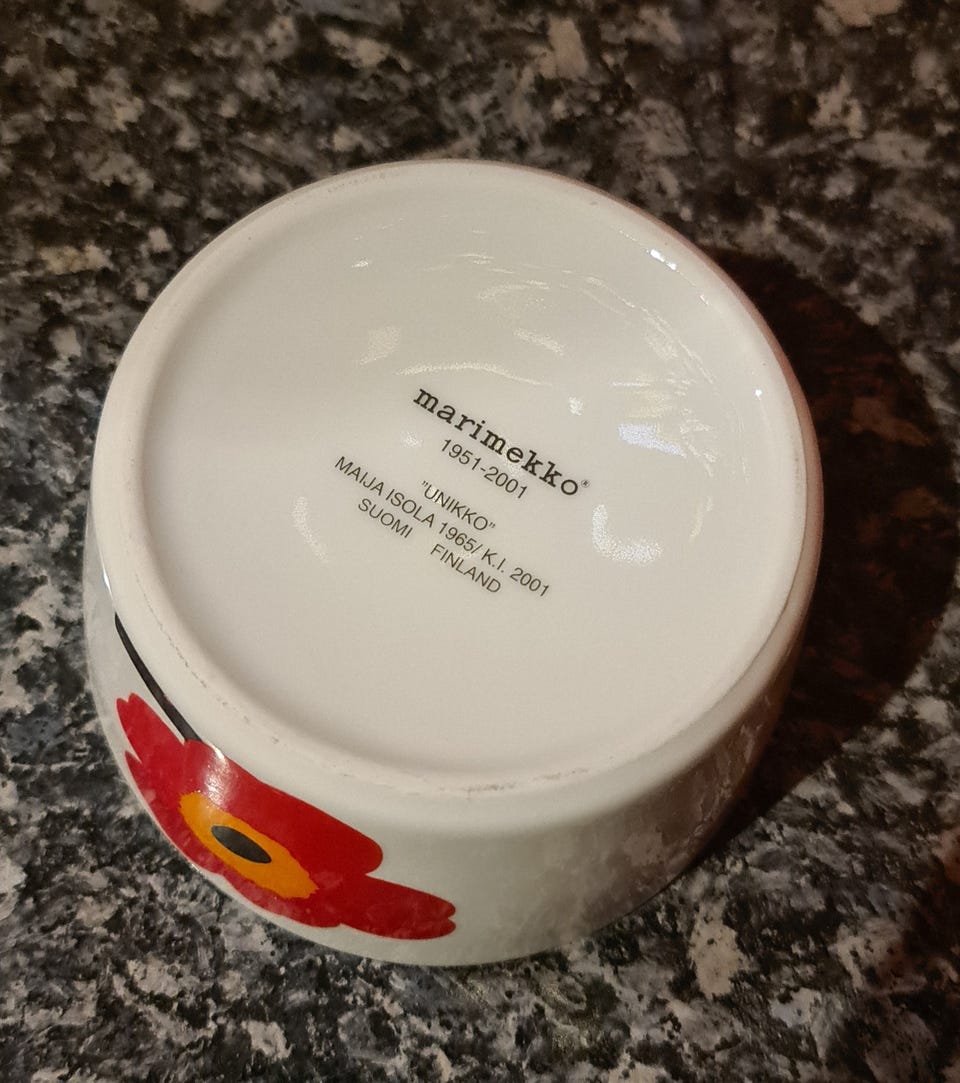 marimekko®
1951-2001
"UNIKKO"
MAIJA ISOLA 1965/ K.I. 2001
SUOMI FINLAND